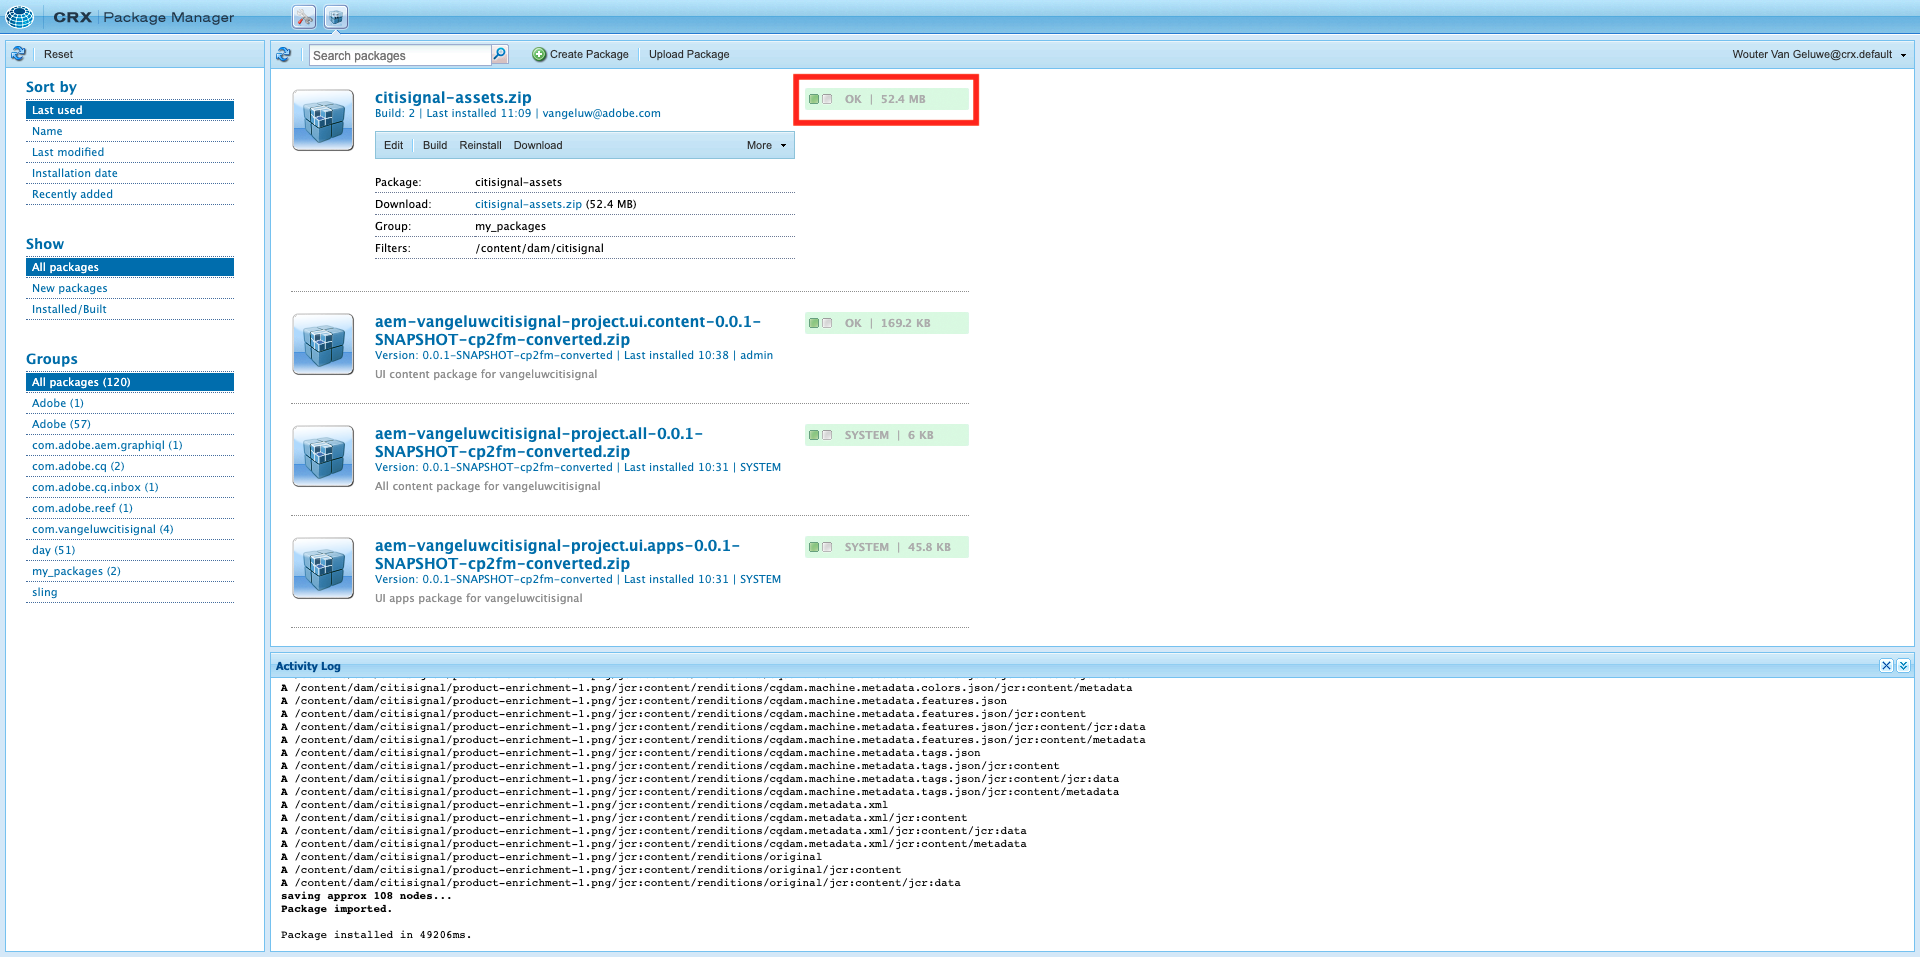 CRX Package Manager
Reset
Search packages
Create Package
Upload Package
Wouter Van Geluwe@crx.default
Sort by
Last used
Name
Last modified
Installation date
Recently added
Show
All packages
New packages
Installed/Built
Groups
All packages (120)
Adobe (1)
Adobe (57)
com.adobe.aem.graphiql (1)
com.adobe.cq (2)
com.adobe.cq.inbox (1)
com.adobe.reef (1)
com.vangeluwcitisignal (4)
day (51)
my_packages (2)
sling
citisignal-assets.zip
Build: 2 | Last installed 11:09 | vangeluw@adobe.com
OK | 52.4 MB
Edit Build Reinstall Download More
Package: citisignal-assets
Download: citisignal-assets.zip (52.4 MB)
Group: my_packages
Filters: /content/dam/citisignal
aem-vangeluwcitisignal-project.ui.content-0.0.1-
SNAPSHOT-cp2fm-converted.zip
Version: 0.0.1-SNAPSHOT-cp2fm-converted | Last installed 10:38 | admin
UI content package for vangeluwcitisignal
OK | 169.2 KB
aem-vangeluwcitisignal-project.all-0.0.1-
SNAPSHOT-cp2fm-converted.zip
Version: 0.0.1-SNAPSHOT-cp2fm-converted | Last installed 10:31 | SYSTEM
All content package for vangeluwcitisignal
SYSTEM | 6 KB
aem-vangeluwcitisignal-project.ui.apps-0.0.1-
SNAPSHOT-cp2fm-converted.zip
Version: 0.0.1-SNAPSHOT-cp2fm-converted | Last installed 10:31 | SYSTEM
UI apps package for vangeluwcitisignal
SYSTEM | 45.8 KB
Activity Log
A /content/dam/citisignal/product-enrichment-1.png/jcr:content/renditions/cqdam.machine.metadata.colors.json/jcr:content/metadata
A /content/dam/citisignal/product-enrichment-1.png/jcr:content/renditions/cqdam.machine.metadata.features.json
A /content/dam/citisignal/product-enrichment-1.png/jcr:content/renditions/cqdam.machine.metadata.features.json/jcr:content
A /content/dam/citisignal/product-enrichment-1.png/jcr:content/renditions/cqdam.machine.metadata.features.json/jcr:content/jcr:data
A /content/dam/citisignal/product-enrichment-1.png/jcr:content/renditions/cqdam.machine.metadata.features.json/jcr:content/metadata
A /content/dam/citisignal/product-enrichment-1.png/jcr:content/renditions/cqdam.machine.metadata.tags.json
A /content/dam/citisignal/product-enrichment-1.png/jcr:content/renditions/cqdam.machine.metadata.tags.json/jcr:content
A /content/dam/citisignal/product-enrichment-1.png/jcr:content/renditions/cqdam.machine.metadata.tags.json/jcr:content/jcr:data
A /content/dam/citisignal/product-enrichment-1.png/jcr:content/renditions/cqdam.machine.metadata.tags.json/jcr:content/metadata
A /content/dam/citisignal/product-enrichment-1.png/jcr:content/renditions/cqdam.metadata.xml
A /content/dam/citisignal/product-enrichment-1.png/jcr:content/renditions/cqdam.metadata.xml/jcr:content
A /content/dam/citisignal/product-enrichment-1.png/jcr:content/renditions/cqdam.metadata.xml/jcr:content/jcr:data
A /content/dam/citisignal/product-enrichment-1.png/jcr:content/renditions/cqdam.metadata.xml/jcr:content/metadata
A /content/dam/citisignal/product-enrichment-1.png/jcr:content/renditions/original
A /content/dam/citisignal/product-enrichment-1.png/jcr:content/renditions/original/jcr:content
A /content/dam/citisignal/product-enrichment-1.png/jcr:content/renditions/original/jcr:content/jcr:data
saving approx 108 nodes...
Package imported.
Package installed in 49206ms.